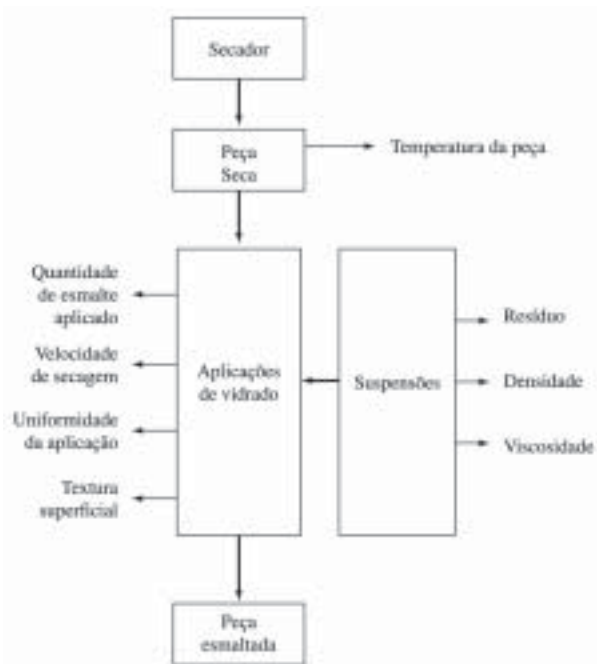 Secador
Peça
Seca
Temperatura da peça
Quantidade
de esmalte
aplicado
Velocidade
de secagem
Uniformidade
da aplicação
Textura
superficial
Aplicações
de vidrado
Suspensões
Resíduo
Densidade
Viscosidade
Peça
esmaltada